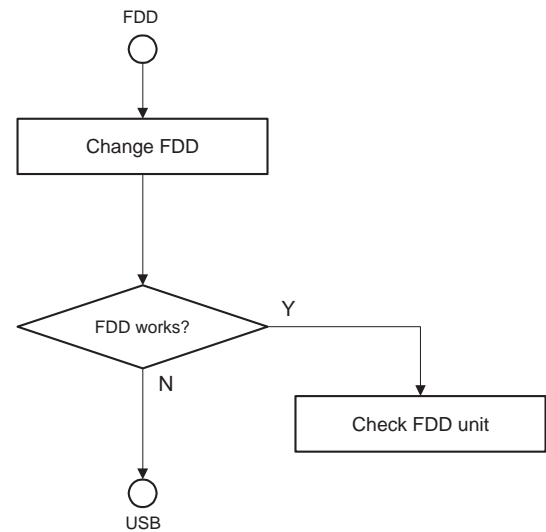 FDD
Change FDD
FDD works?
Y
N
Check FDD unit
USB